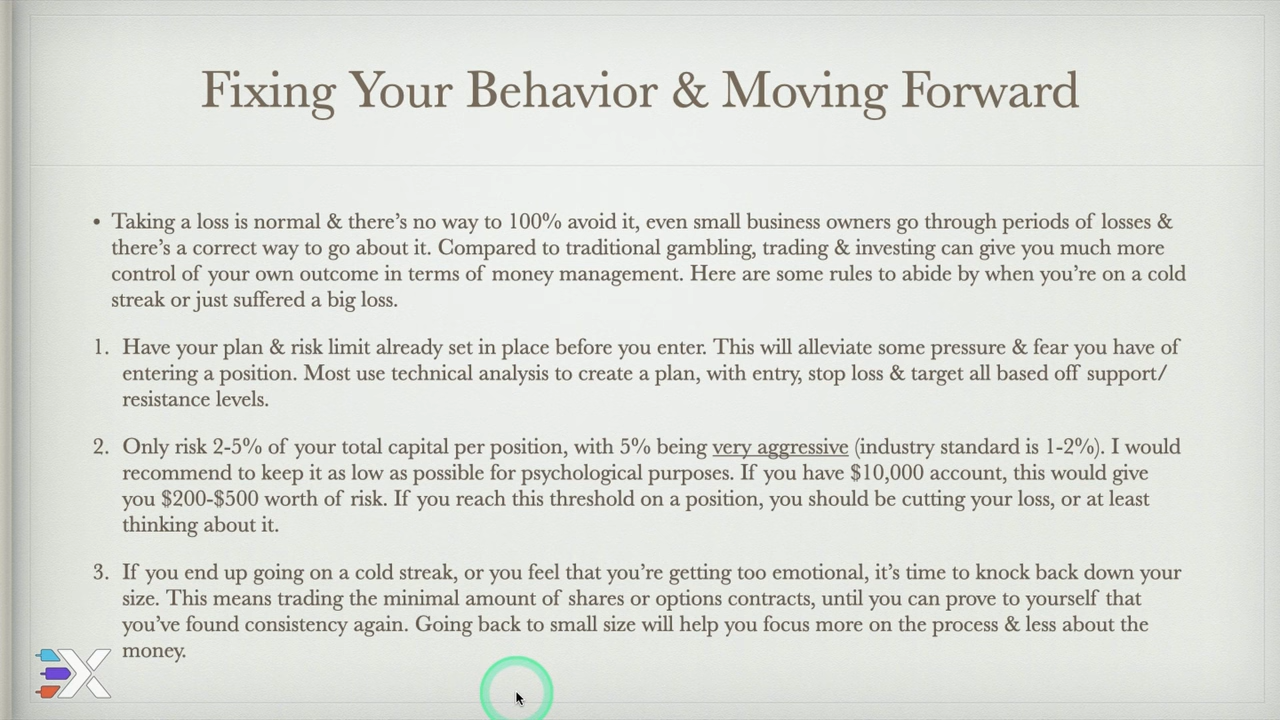 Fixing Your Behavior & Moving Forward
• Taking a loss is normal & there’s no way to 100% avoid it, even small business owners go through periods of losses &
there’s a correct way to go about it. Compared to traditional gambling, trading & investing can give you much more
control of your own outcome in terms of money management. Here are some rules to abide by when you’re on a cold
streak or just suffered a big loss.
1. Have your plan & risk limit already set in place before you enter. This will alleviate some pressure & fear you have of
entering a position. Most use technical analysis to create a plan, with entry, stop loss & target all based off support/
resistance levels.
2. Only risk 2-5% of your total capital per position, with 5% being very aggressive (industry standard is 1-2%). I would
recommend to keep it as low as possible for psychological purposes. If you have $10,000 account, this would give
you $200-$500 worth of risk. If you reach this threshold on a position, you should be cutting your loss, or at least
thinking about it.
3. If you end up going on a cold streak, or you feel that you’re getting too emotional, it’s time to knock back down your
size. This means trading the minimal amount of shares or options contracts, until you can prove to yourself that
you’ve found consistency again. Going back to small size will help you focus more on the process & less about the
money.
EX